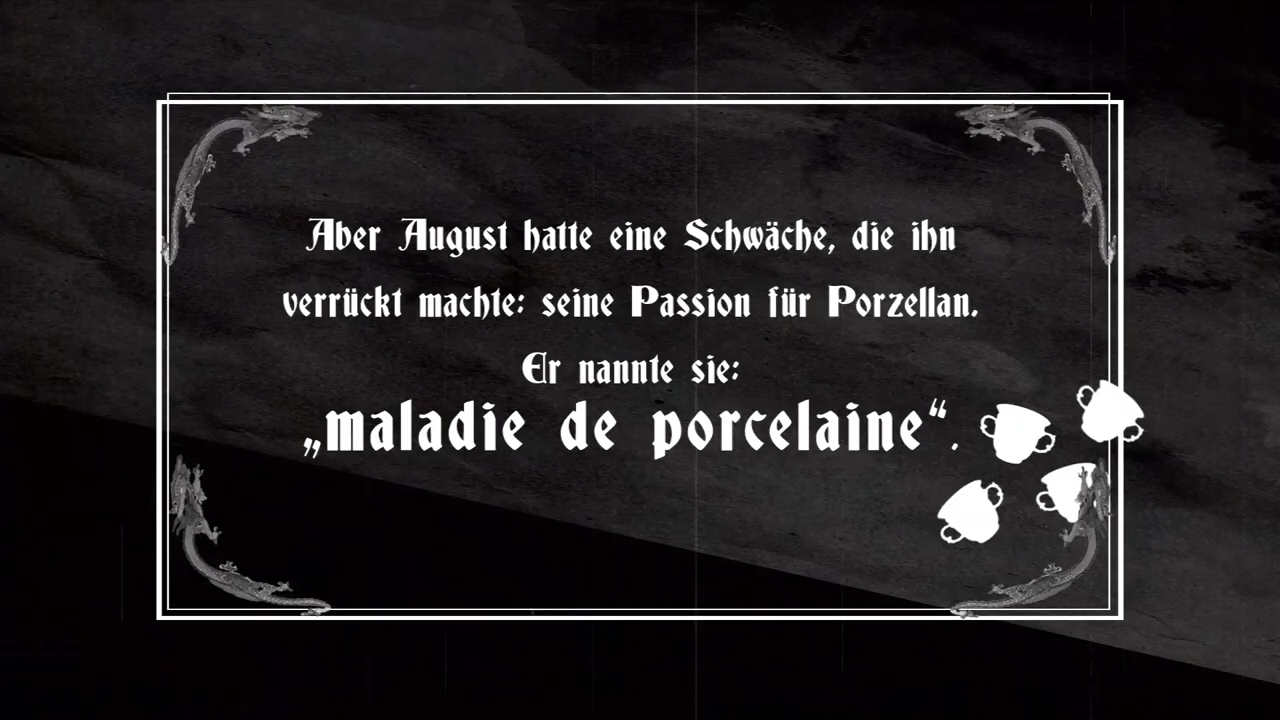 Aber August hatte eine Schwäche, die ihn
verrückt machte: seine Passion für Porzellan.
Er nannte sie:
„maladie de porcelaine“.